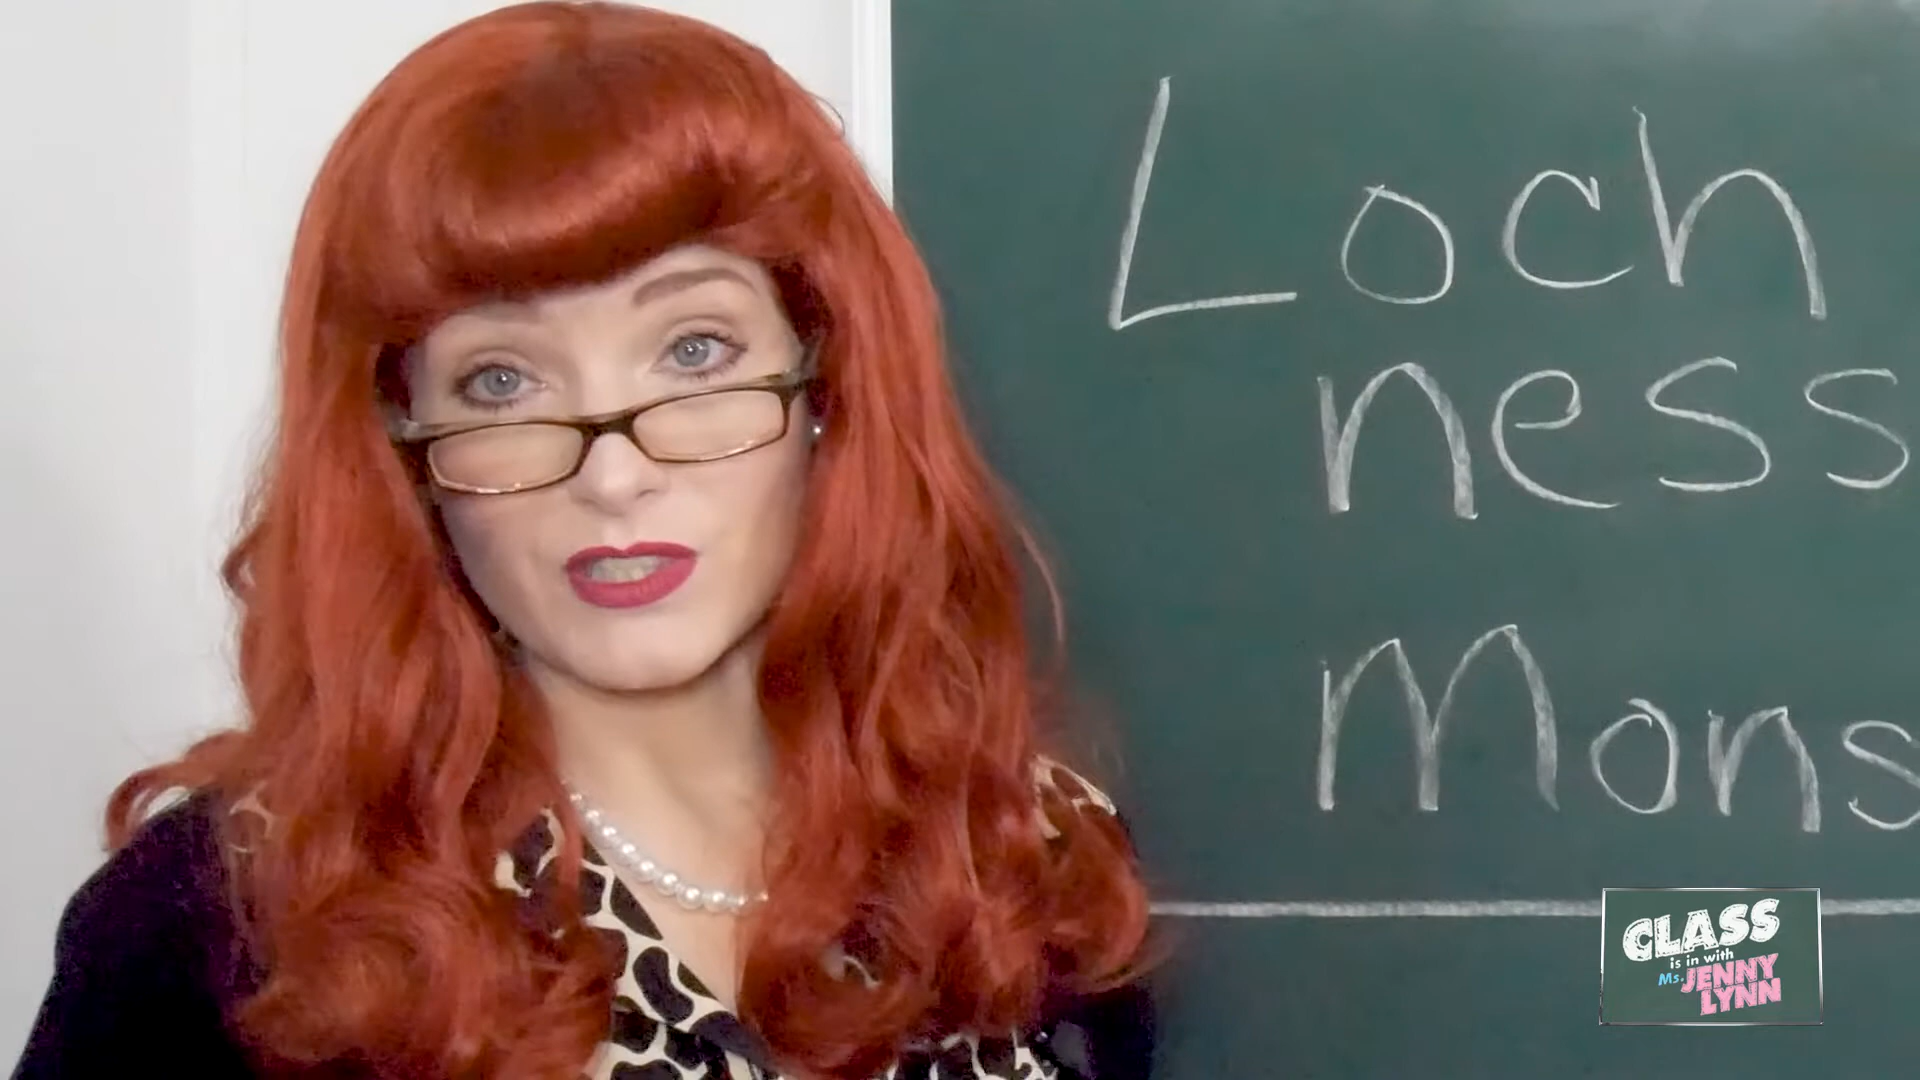 Loch
ness
Mons
CLASS
is in with
Ms. JENNY
LYNN